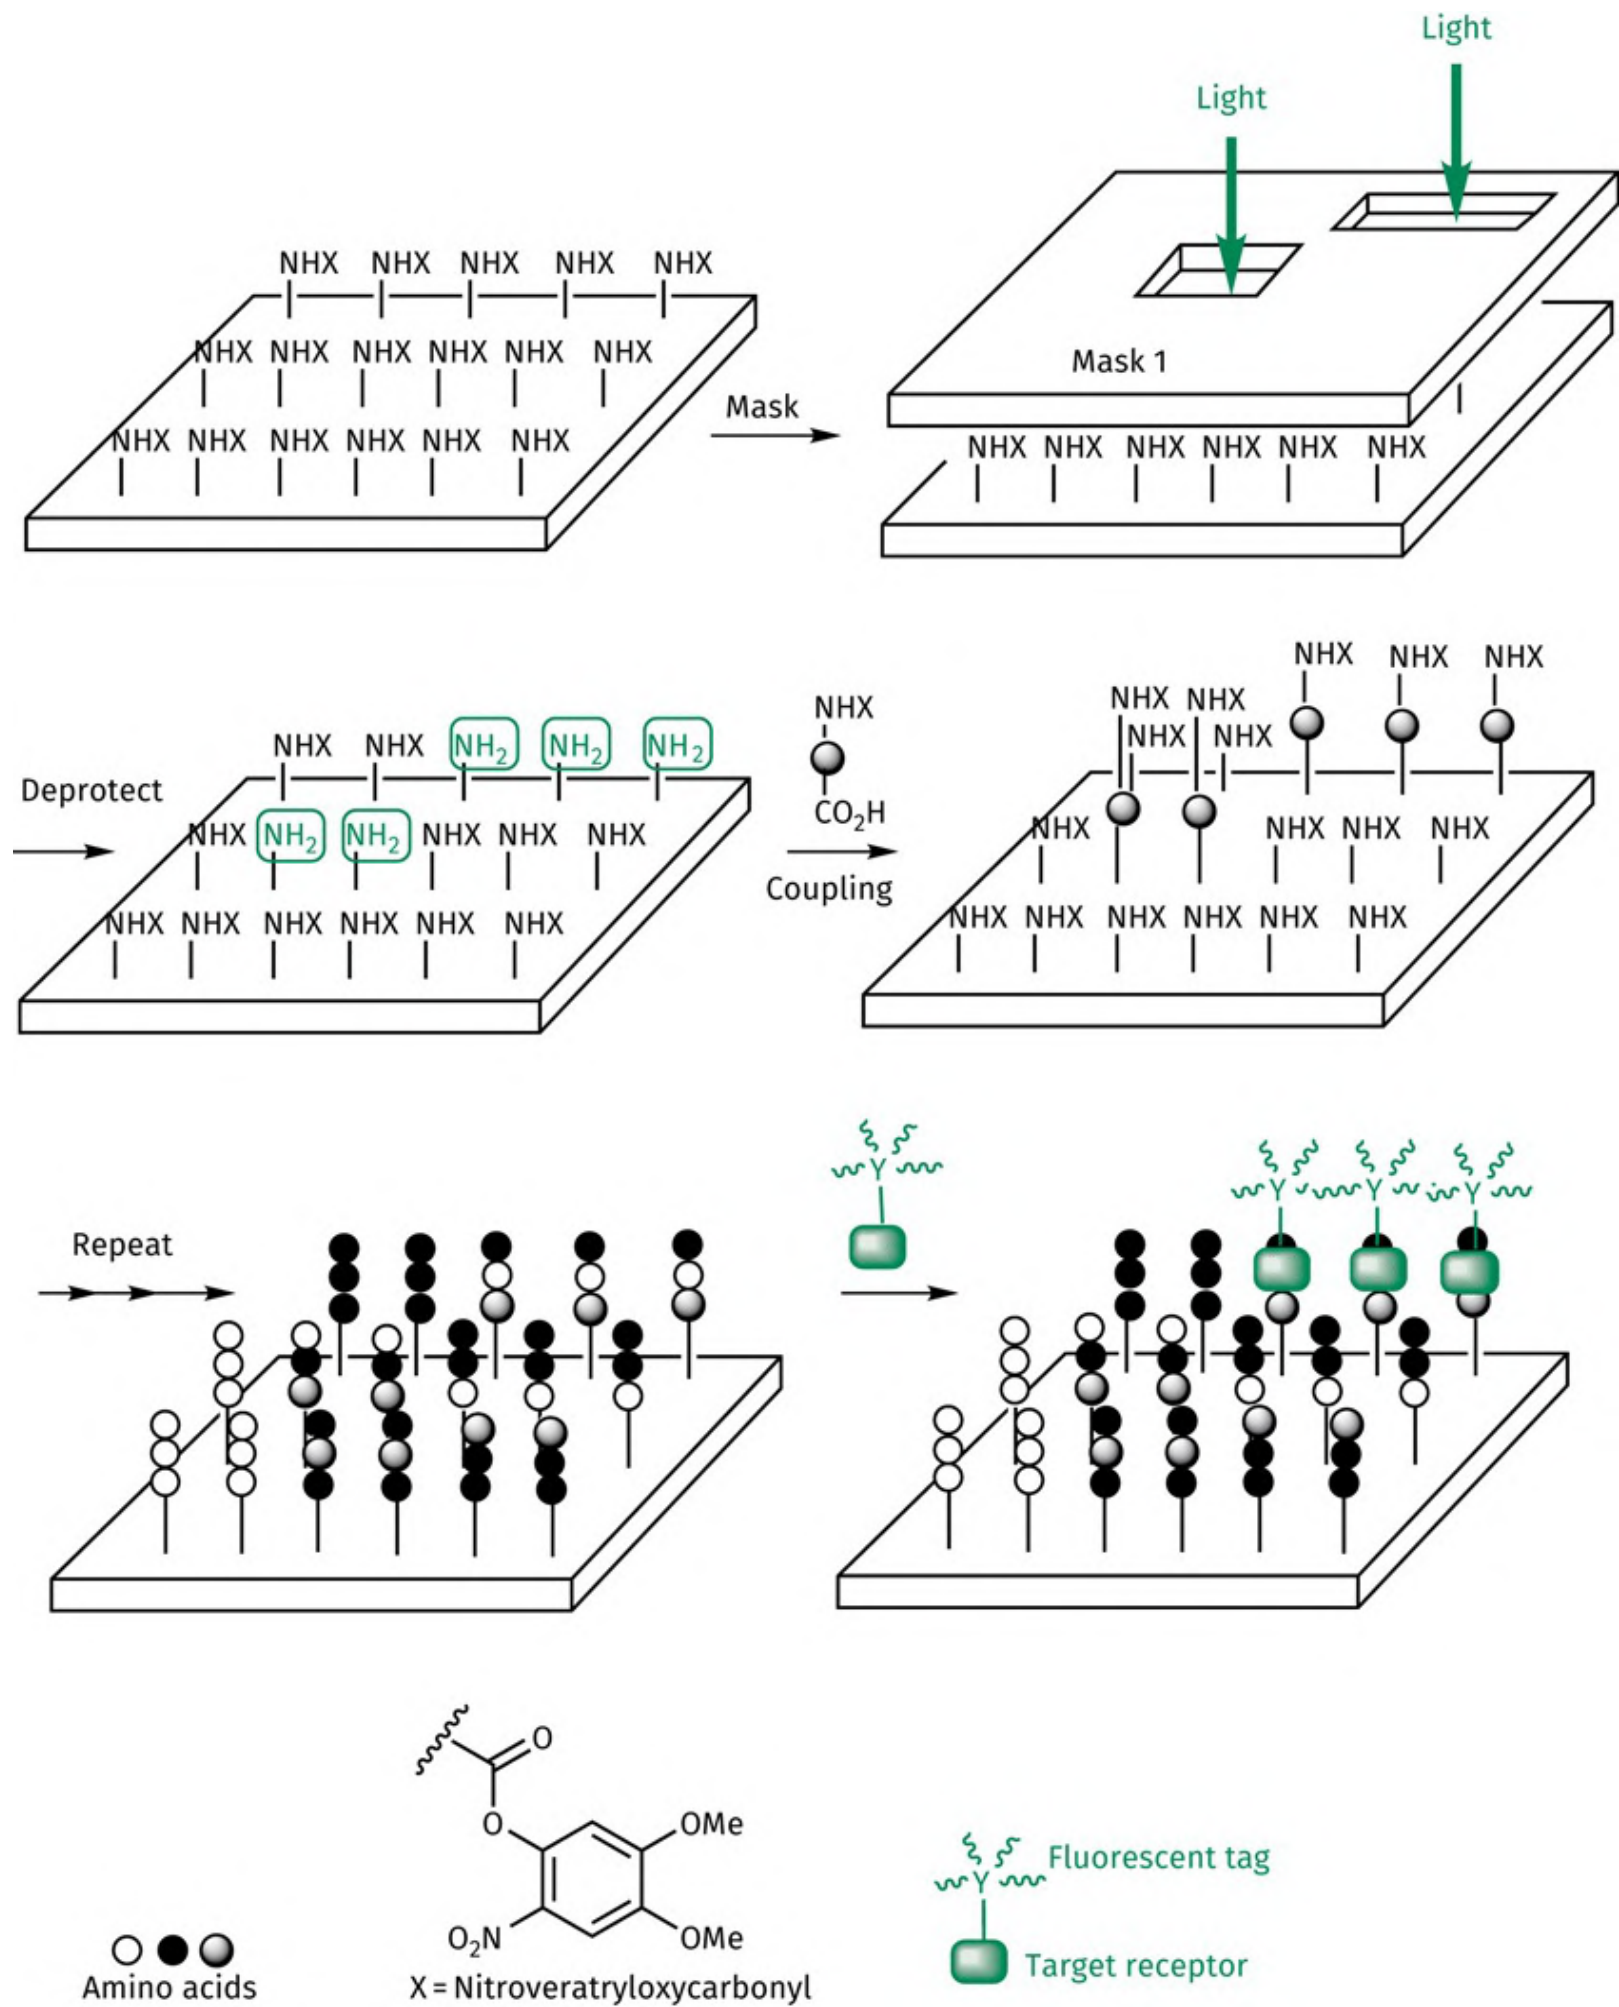 Light
Light
NHX NHX NHX NHX NHX
NHX NHX NHX NHX NHX NHX
NHX NHX NHX NHX NHX NHX
Mask
Mask 1
NHX NHX NHX NHX NHX NHX
Deprotect
NHX NHX NH₂ NH₂ NH₂
NHX NH₂ NH₂ NHX NHX NHX
NHX NHX NHX NHX NHX NHX
NHX
CO₂H
Coupling
NHX NHX NHX
NHX NHX
NHX NHX
NHX NHX NHX NHX
NHX NHX NHX NHX NHX NHX
Repeat
Y
Y Y Y
O
O
OMe
O₂N
OMe
X = Nitroveratryloxycarbonyl
Amino acids
Y
Fluorescent tag
Target receptor